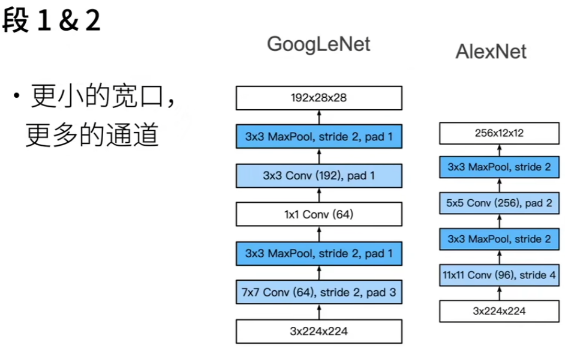 段 1 & 2
• 更小的宽口，
更多的通道
GoogLeNet
192x28x28
3x3 MaxPool, stride 2, pad 1
3x3 Conv (192), pad 1
1x1 Conv (64)
3x3 MaxPool, stride 2, pad 1
7x7 Conv (64), stride 2, pad 3
3x224x224
AlexNet
256x12x12
3x3 MaxPool, stride 2
5x5 Conv (256), pad 2
3x3 MaxPool, stride 2
11x11 Conv (96), stride 4
3x224x224